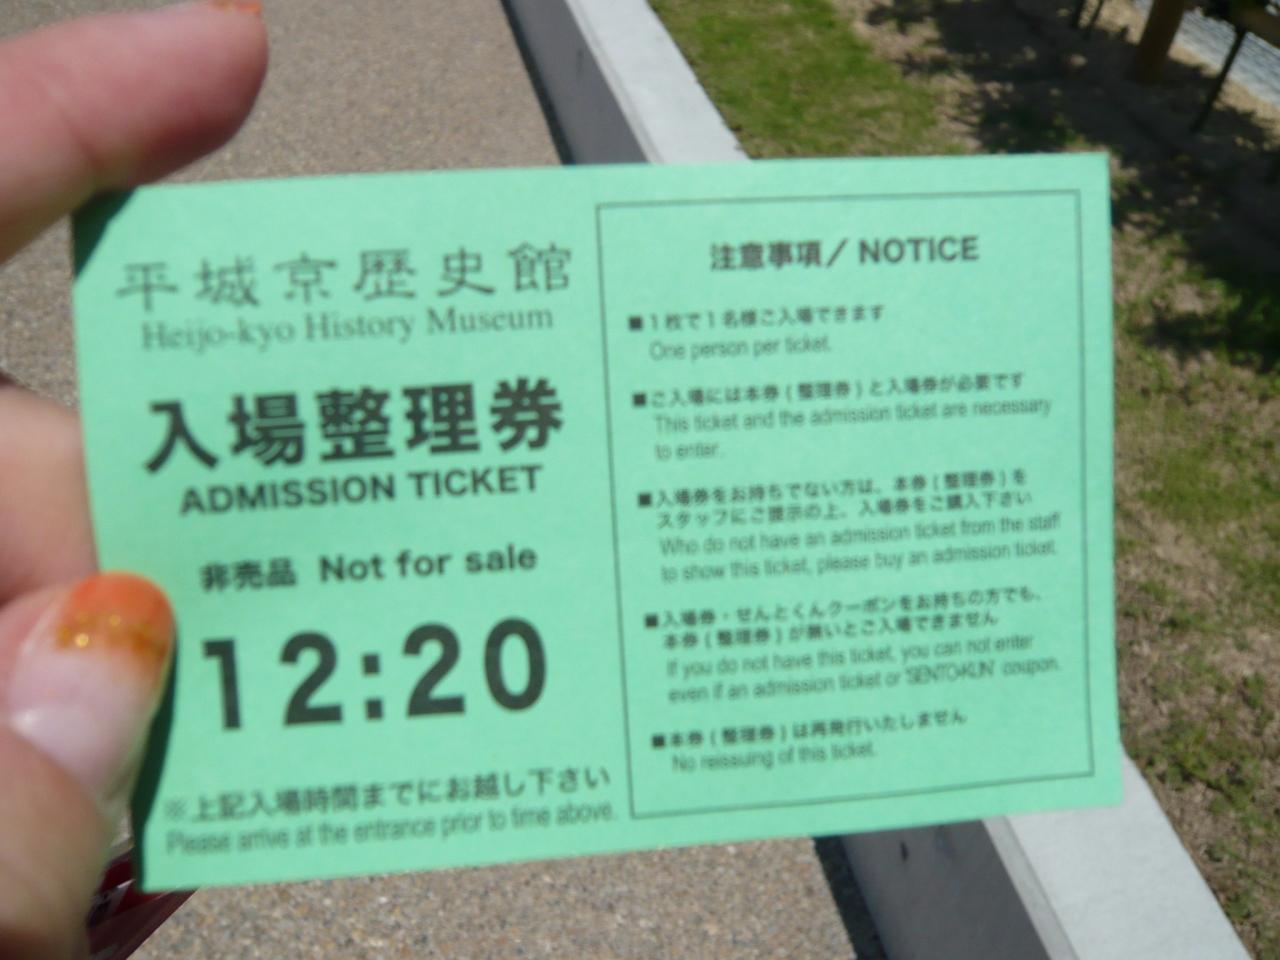 平城京歴史館
Heijo-kyo History Museum
入場整理券
ADMISSION TICKET
非売品 Not for sale
12:20
※上記入場時間までにお越し下さい
Please arrive at the entrance prior to time above.
注意事項／NOTICE
■1枚で1名様ご入場できます
One person per ticket.
■ご入場には本券(整理券)と入場券が必要です
This ticket and the admission ticket are necessary
to enter.
■入場券をお持ちでない方は、本券(整理券)を
スタッフにご提示の上、入場券をご購入下さい
Who do not have an admission ticket from the staff
to show this ticket, please buy an admission ticket.
■入場券・せんとくんクーポンをお持ちの方でも、
本券(整理券)が無いとご入場できません
If you do not have this ticket, you can not enter
even if an admission ticket or 'SENTO-KUN' coupon.
■本券(整理券)は再発行いたしません
No reissuing of this ticket.